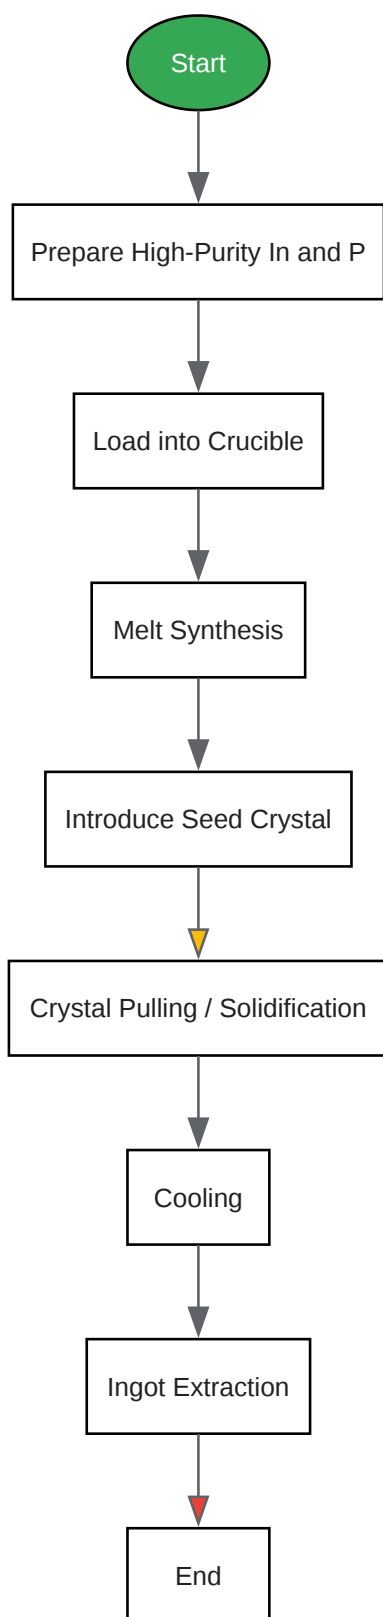 Start
Prepare High-Purity In and P
Load into Crucible
Melt Synthesis
Introduce Seed Crystal
Crystal Pulling / Solidification
Cooling
Ingot Extraction
End